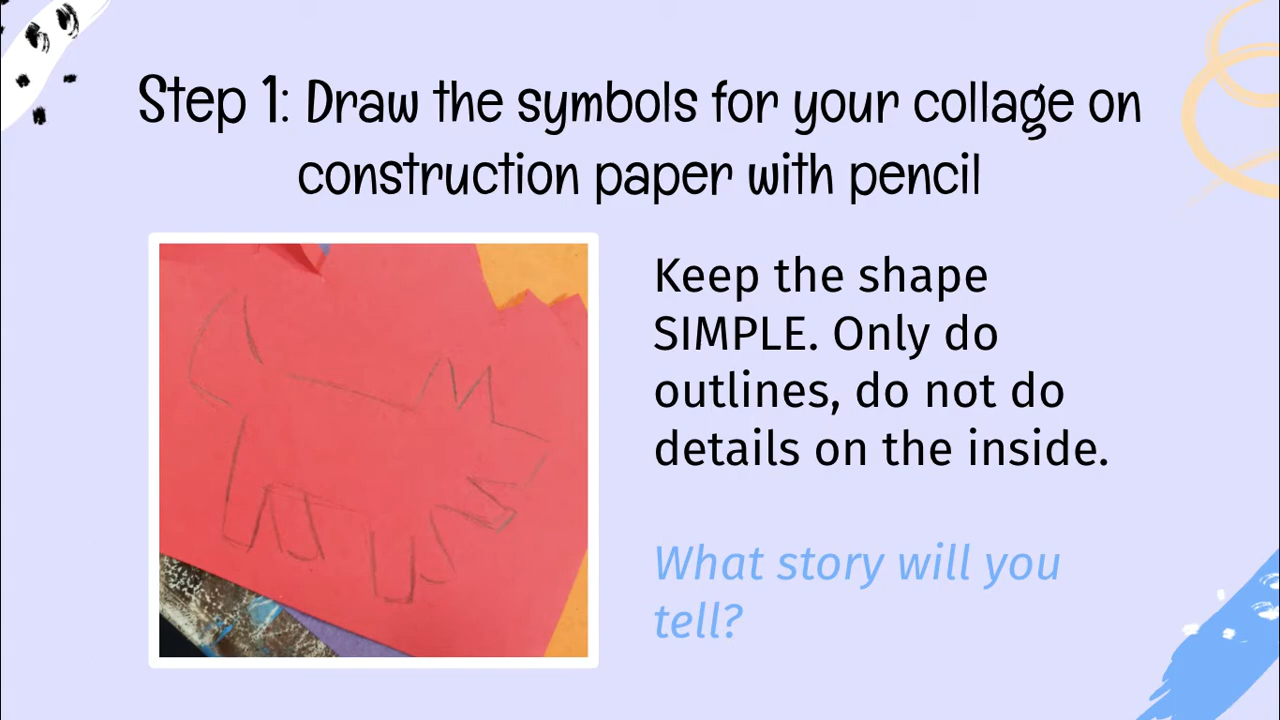 Step 1: Draw the symbols for your collage on
construction paper with pencil
Keep the shape
SIMPLE. Only do
outlines, do not do
details on the inside.
What story will you
tell?